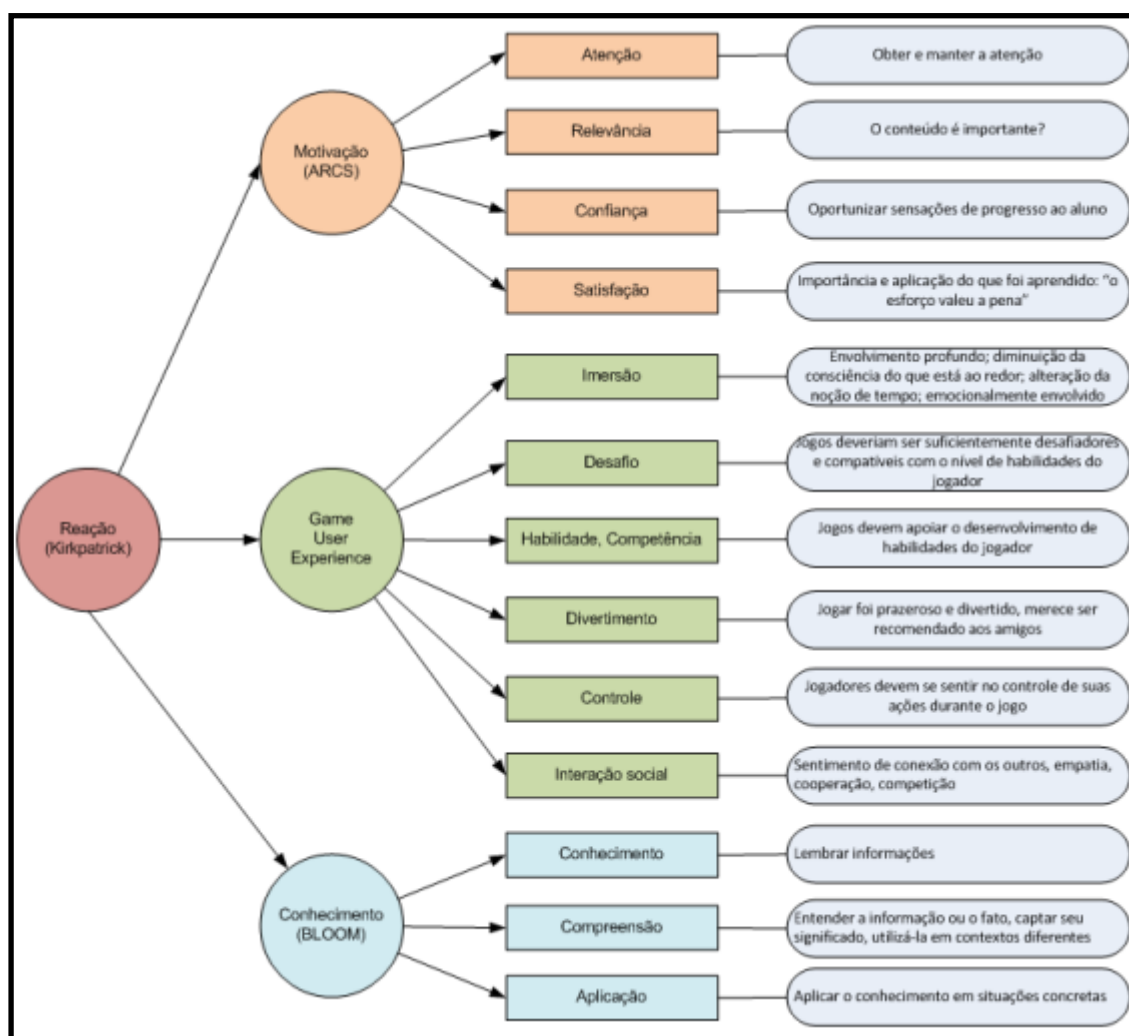 Atenção
Obter e manter a atenção
Relevância
O conteúdo é importante?
Motivação
(ARCS)
Confiança
Oportunizar sensações de progresso ao aluno
Satisfação
Importância e aplicação do que foi aprendido: “o
esforço valeu a pena”
Imersão
Envolvimento profundo; diminuição da
consciência do que está ao redor; alteração da
noção de tempo; emocionalmente envolvido
Desafio
Jogos deveriam ser suficientemente desafiadores
e compatíveis com o nível de habilidades do
jogador
Reação
(Kirkpatrick)
Game
User
Experience
Habilidade, Competência
Jogos devem apoiar o desenvolvimento de
habilidades do jogador
Divertimento
Jogar foi prazeroso e divertido, merece ser
recomendado aos amigos
Controle
Jogadores devem se sentir no controle de suas
ações durante o jogo
Interação social
Sentimento de conexão com os outros, empatia,
cooperação, competição
Conhecimento
Lembrar informações
Conhecimento
(BLOOM)
Compreensão
Entender a informação ou o fato, captar seu
significado, utilizá-la em contextos diferentes
Aplicação
Aplicar o conhecimento em situações concretas